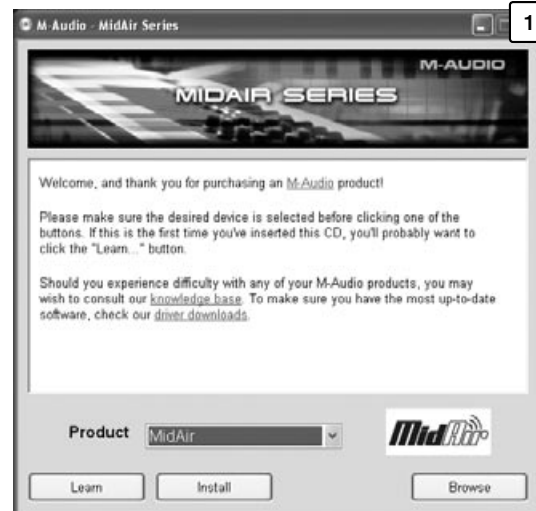 M-Audio - MidAir Series
1
M-AUDIO
MIDAIR SERIES
Welcome, and thank you for purchasing an M-Audio product!
Please make sure the desired device is selected before clicking one of the
buttons. If this is the first time you've inserted this CD, you'll probably want to
click the "Learn..." button.
Should you experience difficulty with any of your M-Audio products, you may
wish to consult our knowledge base. To make sure you have the most up-to-date
software, check our driver downloads.
Product MidAir MidAir
Learn Install Browse